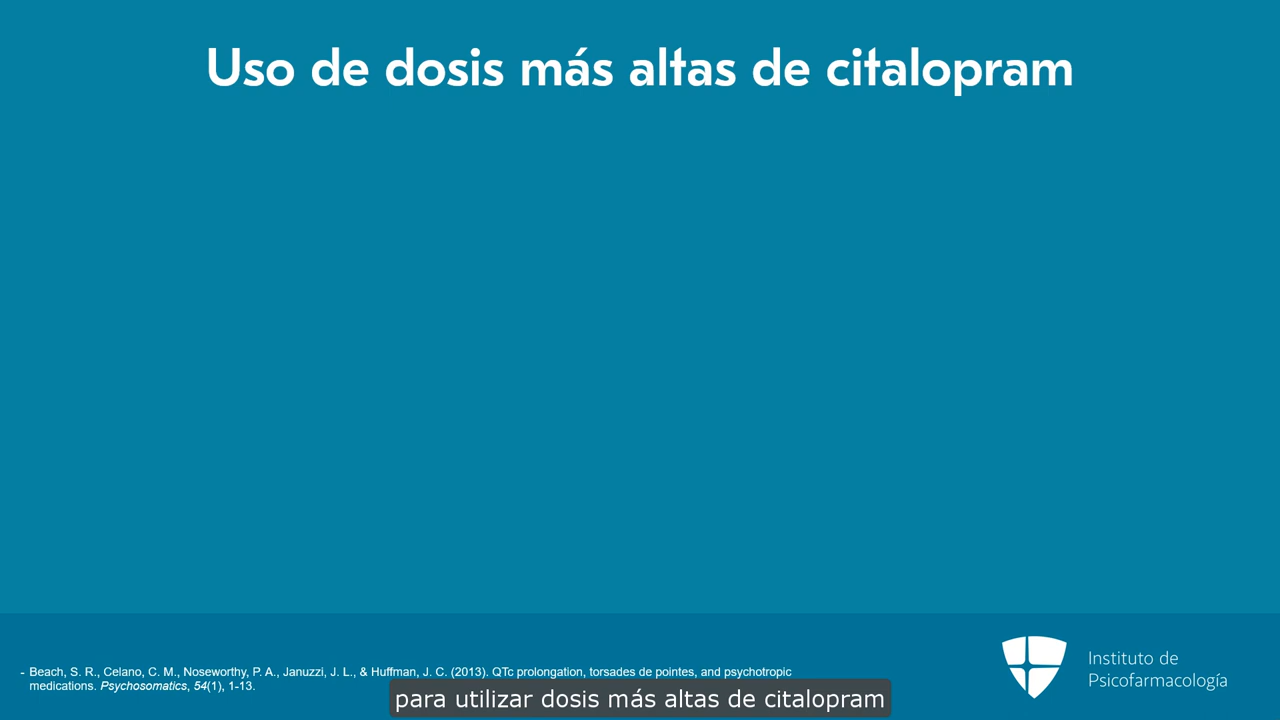 Uso de dosis más altas de citalopram
- Beach, S. R., Celano, C. M., Noseworthy, P. A., Januzzi, J. L., & Huffman, J. C. (2013). QTc prolongation, torsades de pointes, and psychotropic
medications. Psychosomatics, 54(1), 1-13.
para utilizar dosis más altas de citalopram
Instituto de
Psicofarmacología